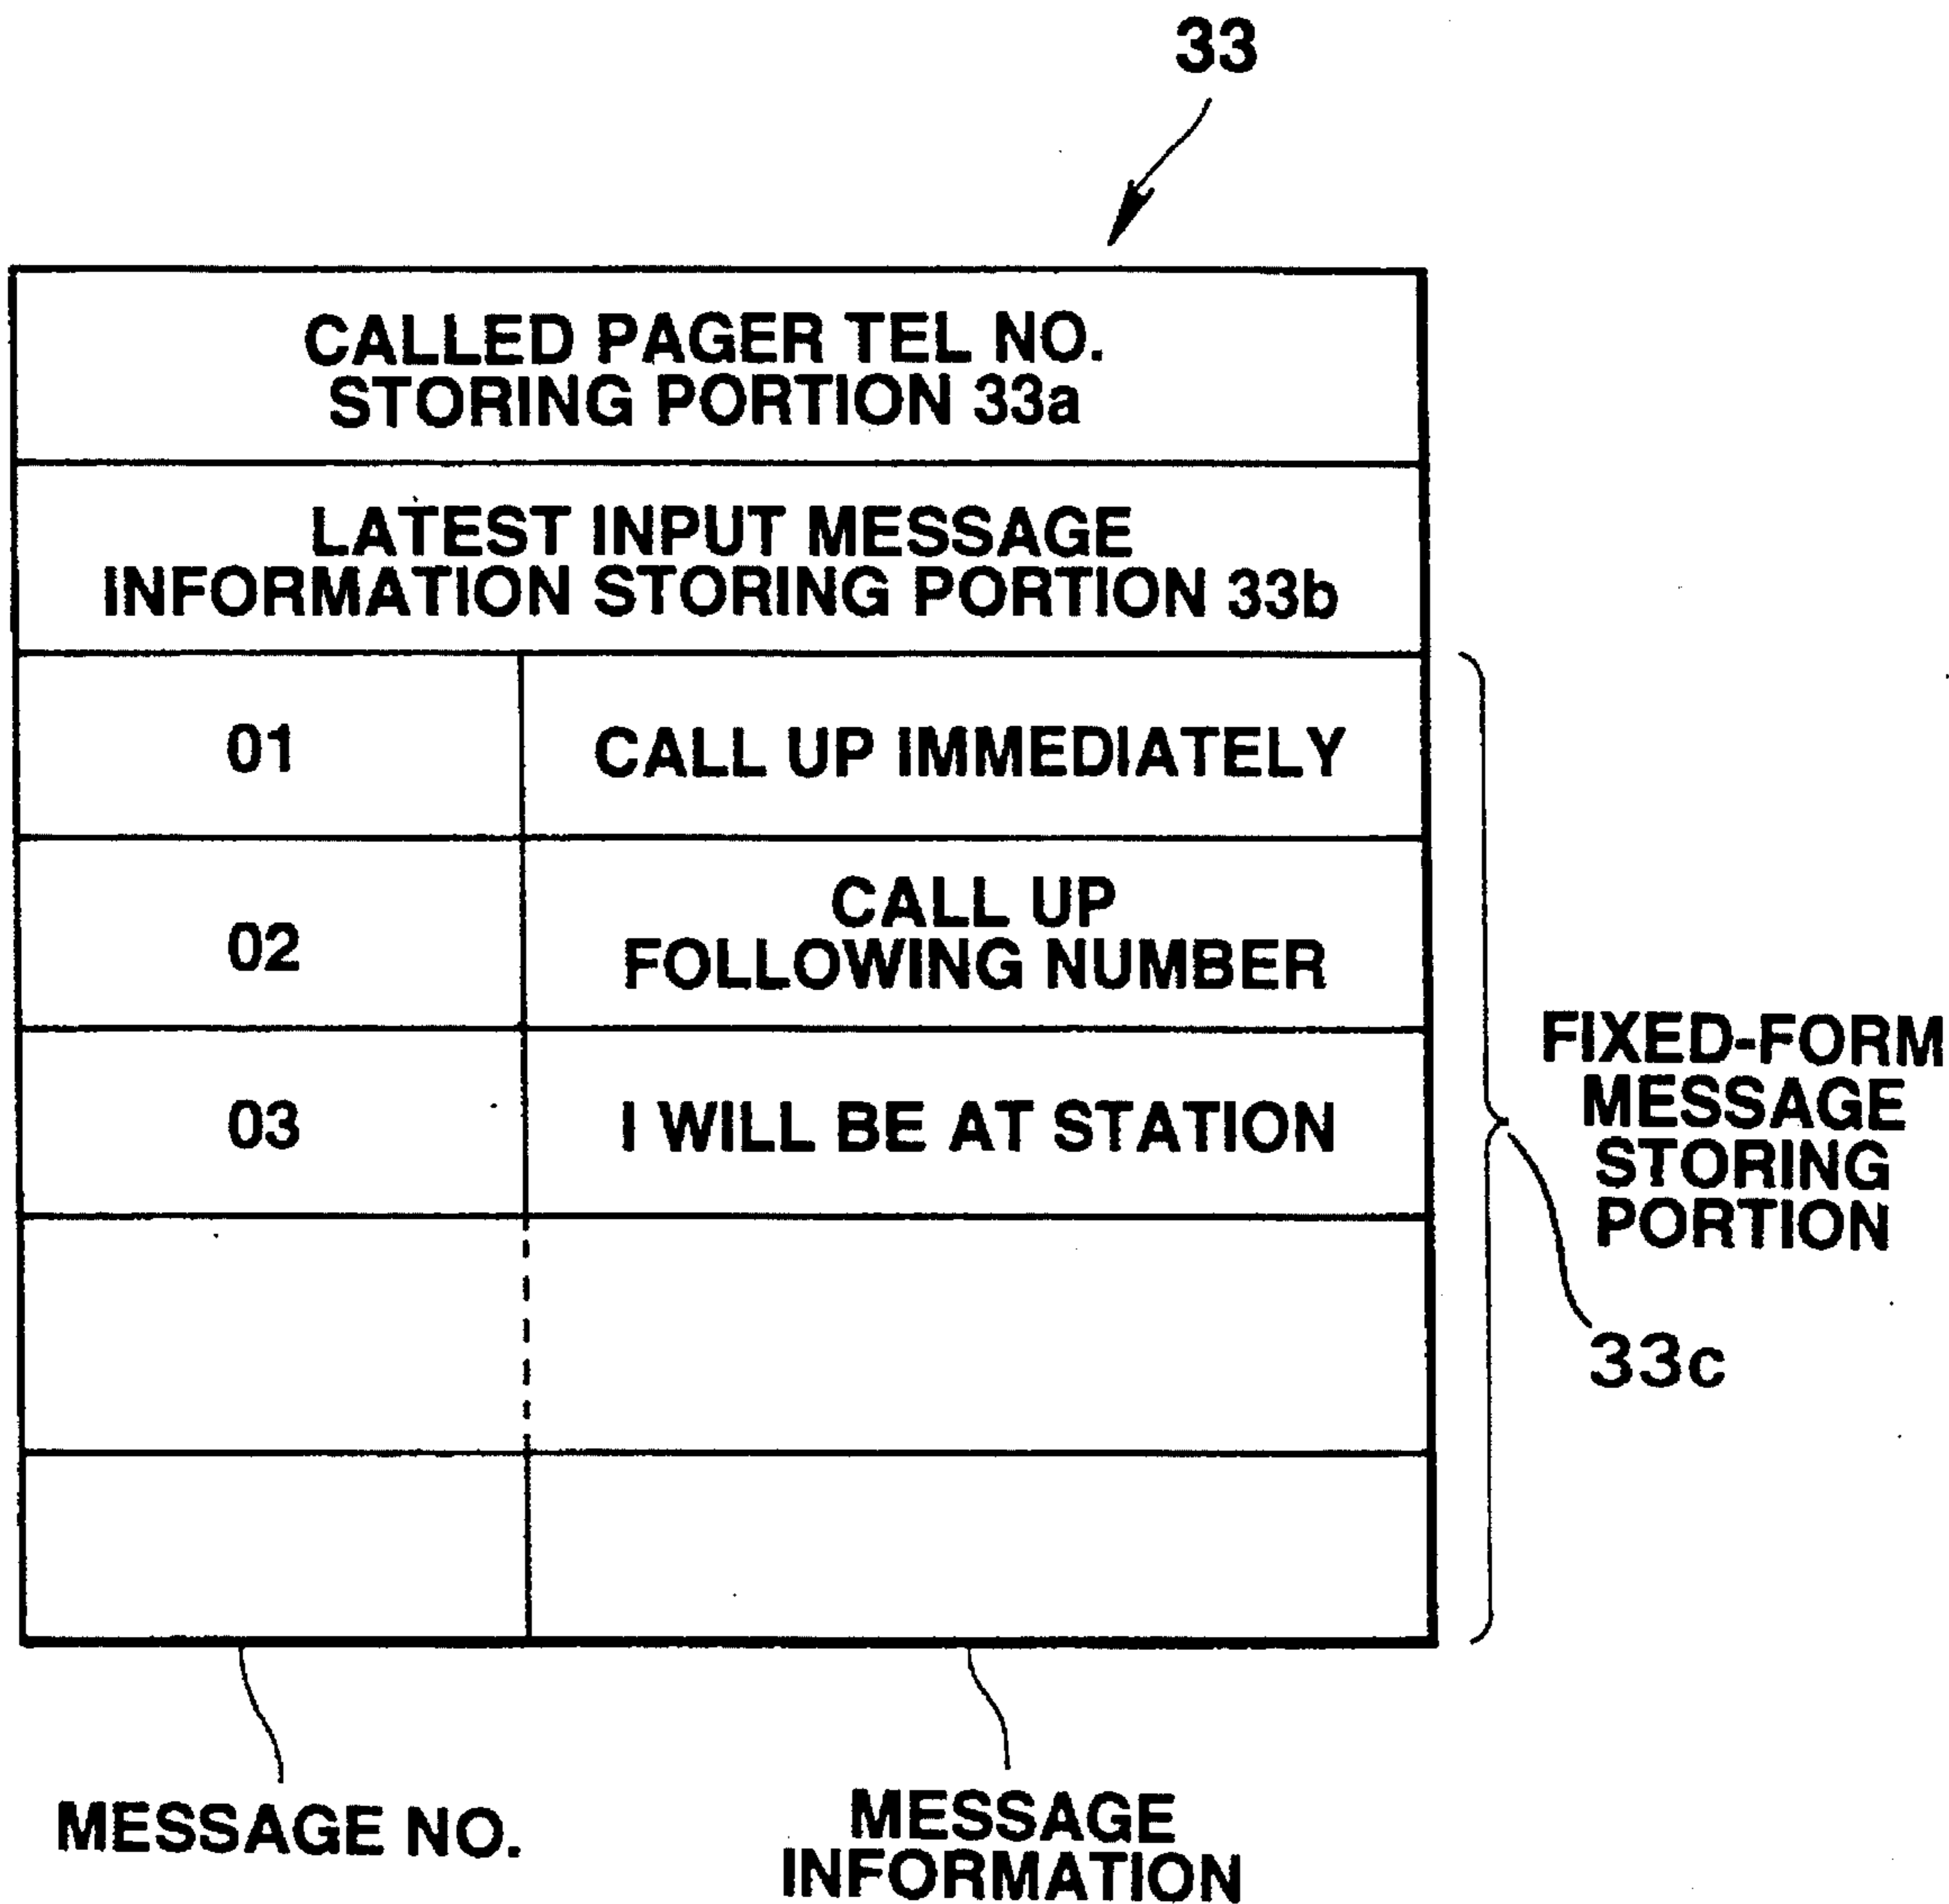 33
CALLED PAGER TEL NO.
STORING PORTION 33a
LATEST INPUT MESSAGE
INFORMATION STORING PORTION 33b
01
CALL UP IMMEDIATELY
02
CALL UP
FOLLOWING NUMBER
03
I WILL BE AT STATION
FIXED-FORM
MESSAGE
STORING
PORTION
33c
MESSAGE NO.
MESSAGE
INFORMATION